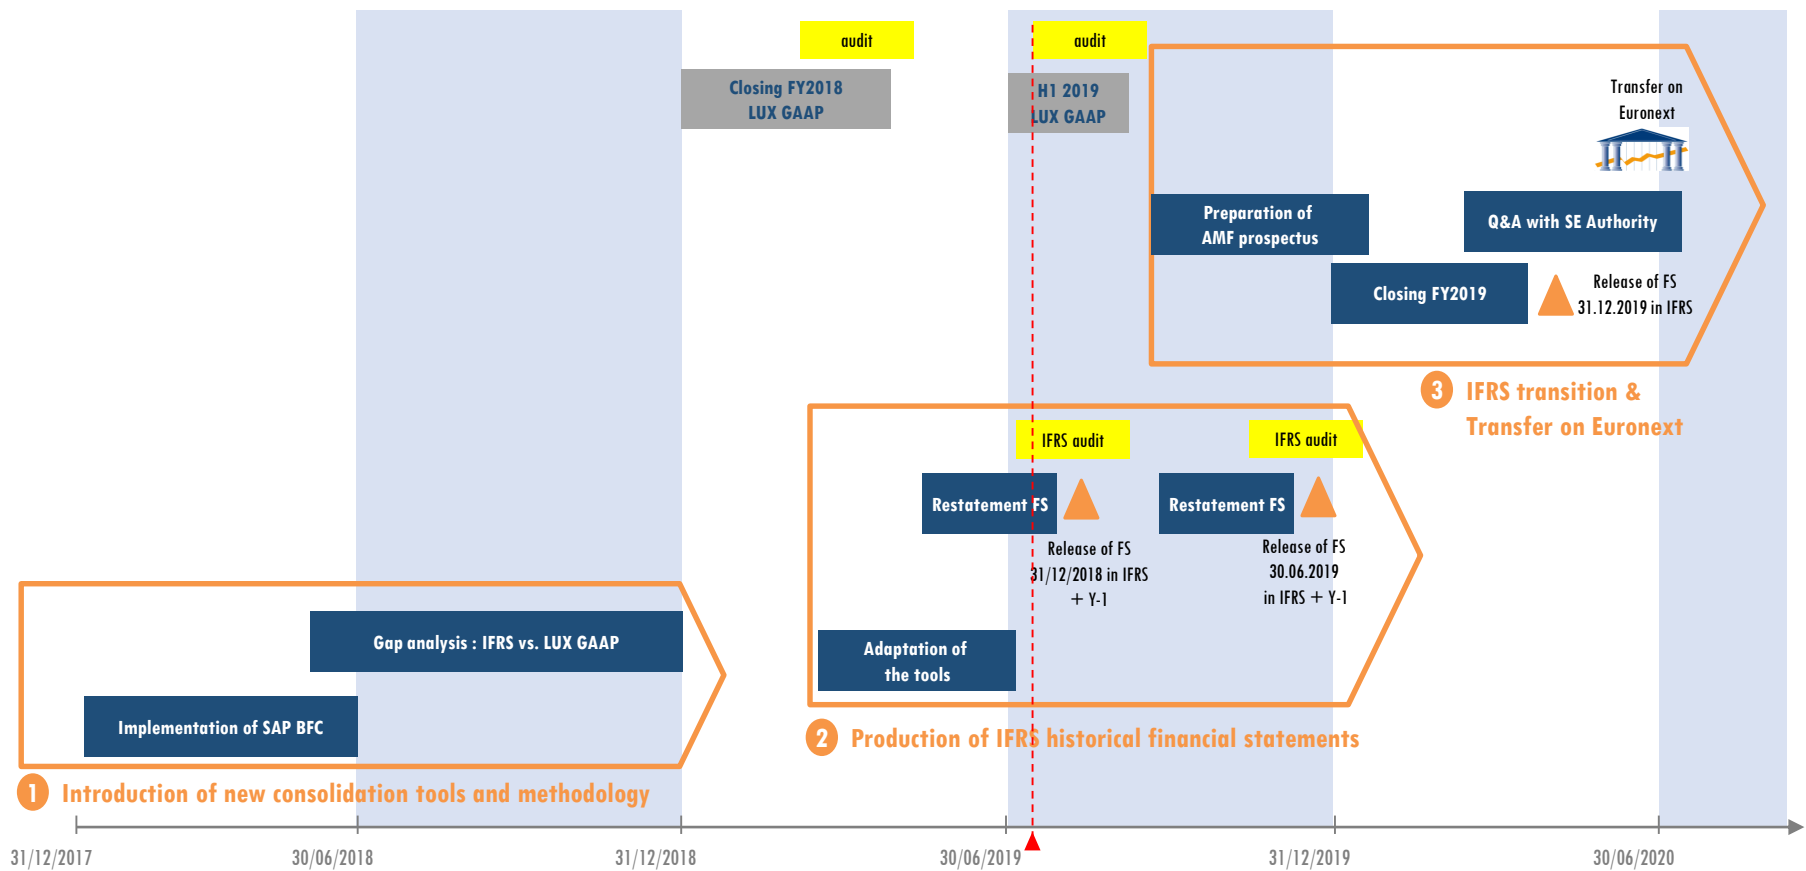 audit
audit
Closing FY2018
LUX GAAP
H1 2019
LUX GAAP
Transfer on
Euronext
Preparation of
AMF prospectus
Q&A with SE Authority
Closing FY2019
Release of FS
31.12.2019 in IFRS
3 IFRS transition &
Transfer on Euronext
IFRS audit
IFRS audit
Restatement FS
Restatement FS
Release of FS
31/12/2018 in IFRS
+ Y-1
Release of FS
30.06.2019
in IFRS + Y-1
Adaptation of
the tools
2 Production of IFRS historical financial statements
Gap analysis : IFRS vs. LUX GAAP
Implementation of SAP BFC
1 Introduction of new consolidation tools and methodology
31/12/2017
30/06/2018
31/12/2018
30/06/2019
31/12/2019
30/06/2020